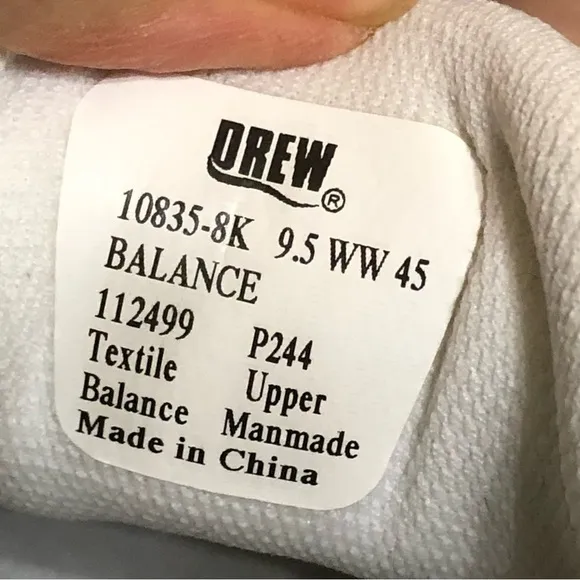 DREW®
10835-8K 9.5 WW 45
BALANCE
112499 P244
Textile Upper
Balance Manmade
Made in China